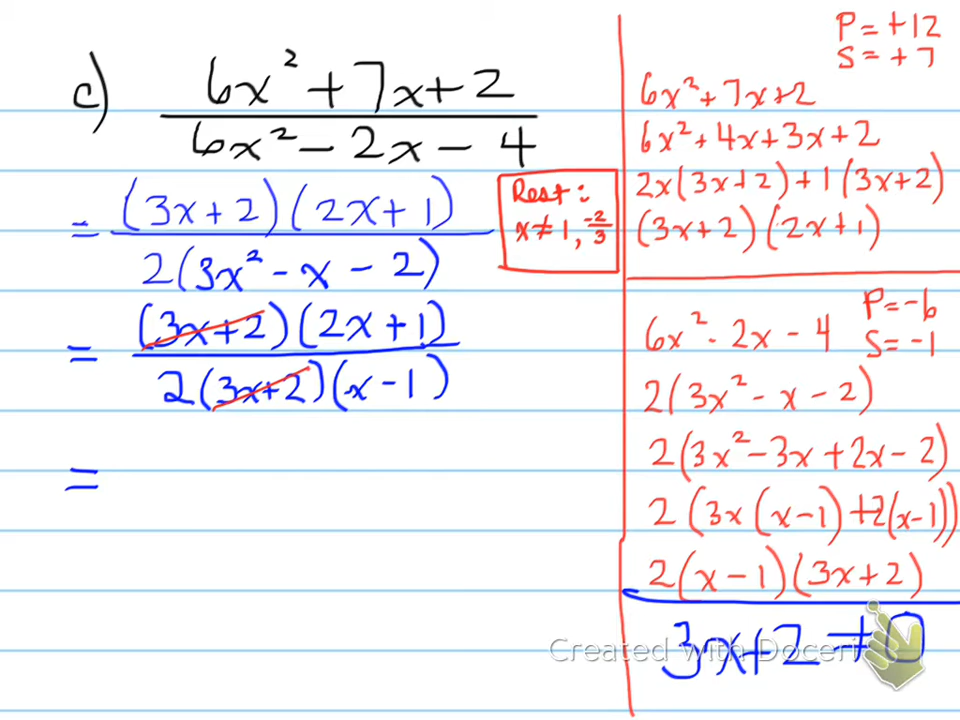 c) 6x² + 7x + 2
6x² - 2x - 4
= (3x + 2)(2x + 1)
2(3x² - x - 2)
= (3x + 2)(2x + 1)
2(3x + 2)(x - 1)
=
Rest:
x ≠ 1, -2/3
P = +12
S = +7
6x² + 7x + 2
6x² + 4x + 3x + 2
2x(3x + 2) + 1(3x + 2)
(3x + 2)(2x + 1)
P = -6
S = -1
6x² - 2x - 4
2(3x² - x - 2)
2(3x² - 3x + 2x - 2)
2(3x(x - 1) + 2(x - 1))
2(x - 1)(3x + 2)
3x + 2 ≠ 0
Created with Doceri